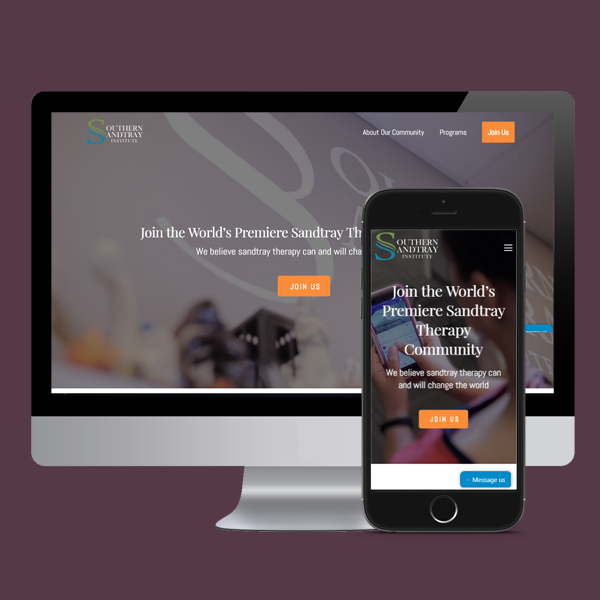 SOUTHERN
SANDTRAY
INSTITUTE
About Our Community
Programs
Join Us
Join the World's Premiere Sandtray Th
We believe sandtray therapy can and will cha
JOIN US
SOUTHERN
SANDTRAY
INSTITUTE
Join the World's
Premiere Sandtray
Therapy
Community
We believe sandtray therapy can
and will change the world
JOIN US
Message us